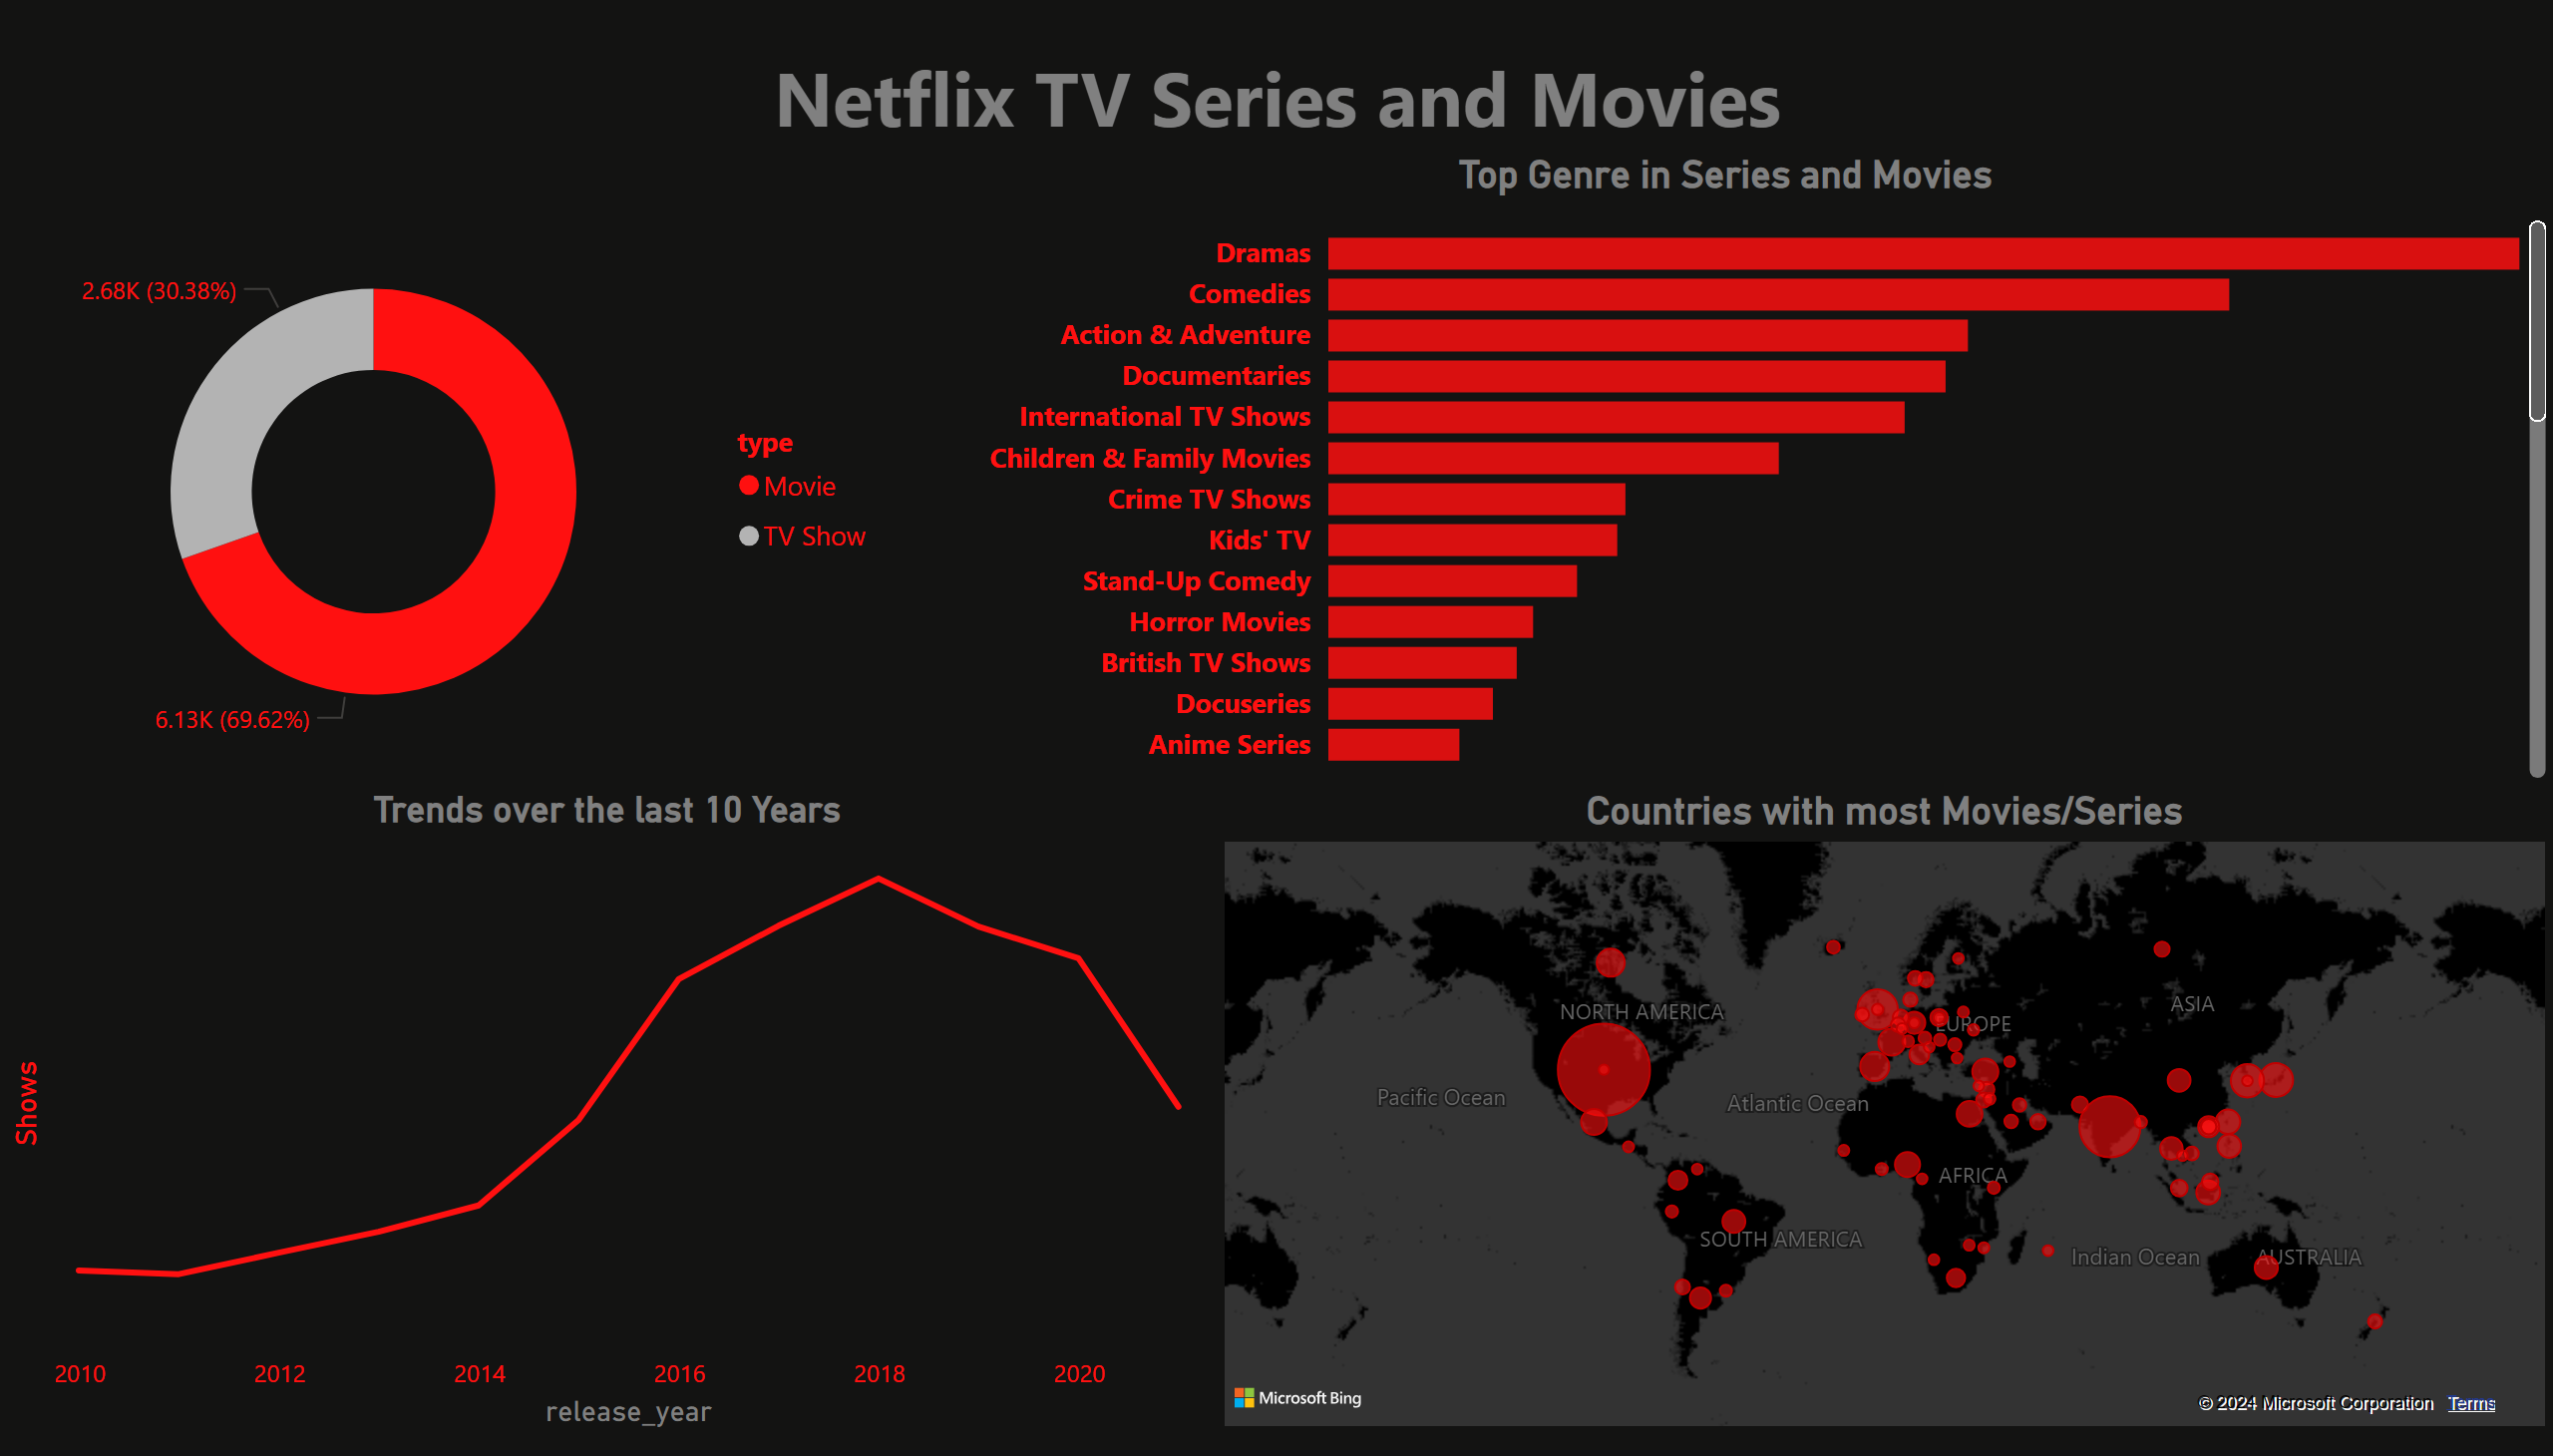 Netflix TV Series and Movies
Top Genre in Series and Movies
2.68K (30.38%)
6.13K (69.62%)
type
Movie
TV Show
Dramas
Comedies
Action & Adventure
Documentaries
International TV Shows
Children & Family Movies
Crime TV Shows
Kids' TV
Stand-Up Comedy
Horror Movies
British TV Shows
Docuseries
Anime Series
Trends over the last 10 Years
Shows
2010 2012 2014 2016 2018 2020
release_year
Countries with most Movies/Series
NORTH AMERICA
ASIA
EUROPE
Pacific Ocean
Atlantic Ocean
AFRICA
SOUTH AMERICA
Indian Ocean
AUSTRALIA
Microsoft Bing
© 2024 Microsoft Corporation Terms